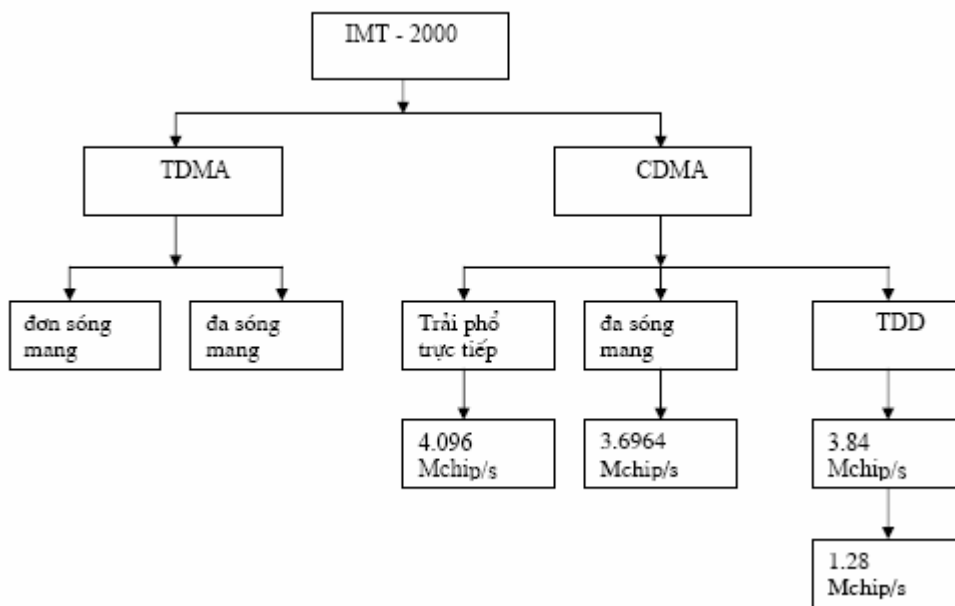 IMT - 2000
TDMA
CDMA
đơn sóng
mang
đa sóng
mang
Trải phổ
trực tiếp
đa sóng
mang
TDD
4.096
Mchip/s
3.6964
Mchip/s
3.84
Mchip/s
1.28
Mchip/s